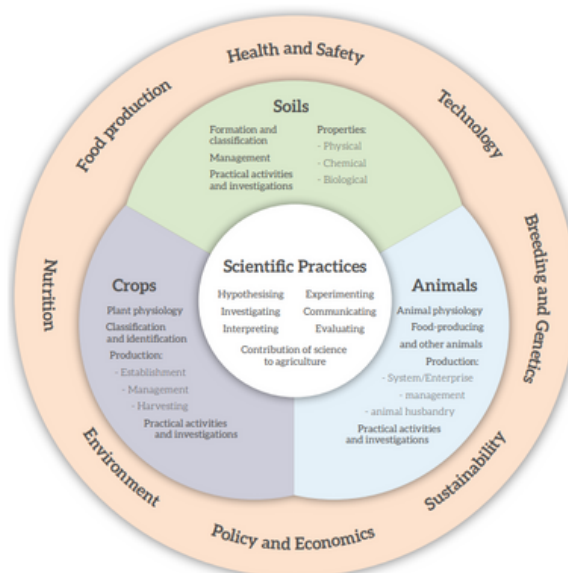 Health and Safety
Food production
Technology
Nutrition
Breeding and Genetics
Environment
Sustainability
Policy and Economics
Soils
Formation and
classification
Management
Practical activities
and investigations
Properties:
- Physical
- Chemical
- Biological
Scientific Practices
Hypothesising
Investigating
Interpreting
Experimenting
Communicating
Evaluating
Contribution of science
to agriculture
Crops
Plant physiology
Classification
and identification
Production:
- Establishment
- Management
- Harvesting
Practical activities
and investigations
Animals
Animal physiology
Food-producing
and other animals
Production:
- System/Enterprise
- management
- animal husbandry
Practical activities
and investigations